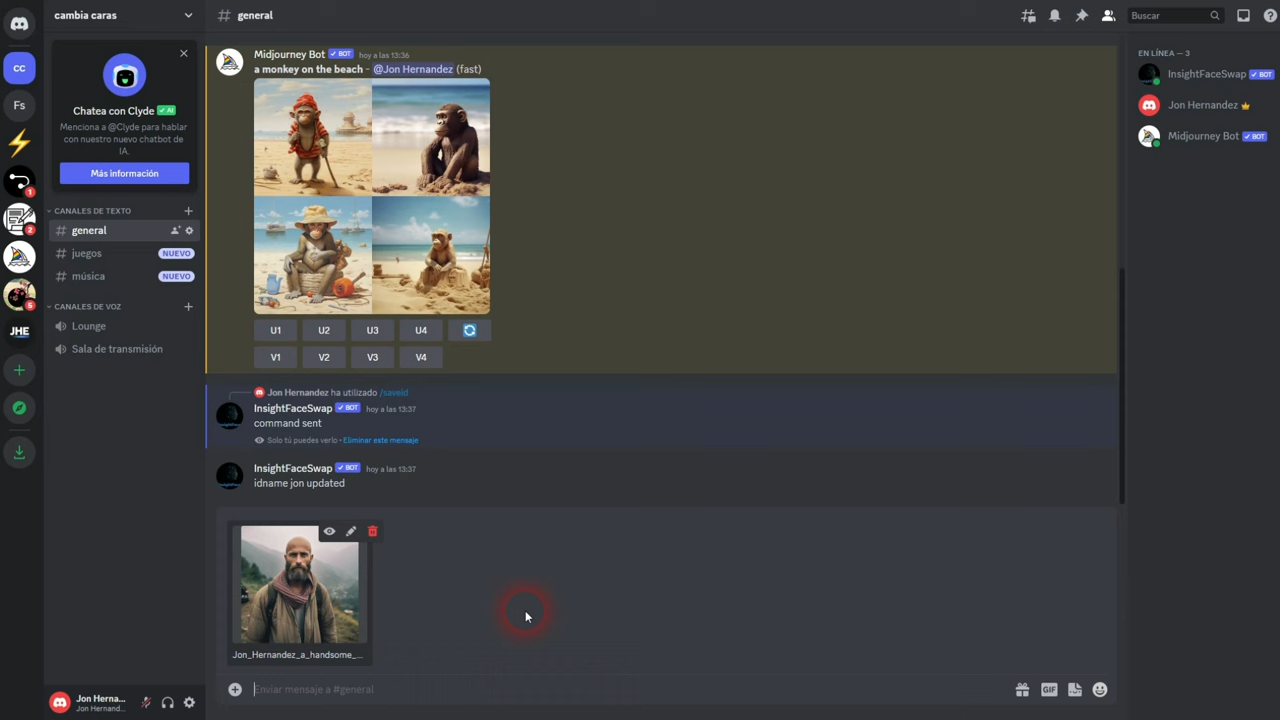 cambia caras
# general
Buscar
CC
Fs
1
2
5
JHE
Chatea con Clyde ✓ AI
Menciona a @Clyde para hablar
con nuestro nuevo chatbot de
IA.
Más información
CANALES DE TEXTO
# general
# juegos NUEVO
# música NUEVO
CANALES DE VOZ
Lounge
Sala de transmisión
Jon Herna...
Jon Hernand...
Midjourney Bot ✓ BOT hoy a las 13:36
a monkey on the beach - @Jon Hernandez (fast)
U1 U2 U3 U4
V1 V2 V3 V4
Jon Hernandez ha utilizado /saveid
InsightFaceSwap ✓ BOT hoy a las 13:37
command sent
Solo tú puedes verlo • Eliminar este mensaje
InsightFaceSwap ✓ BOT hoy a las 13:37
idname jon updated
Jon_Hernandez_a_handsome_...
Enviar mensaje a #general
GIF
EN LÍNEA — 3
InsightFaceSwap ✓ BOT
Jon Hernandez
Midjourney Bot ✓ BOT